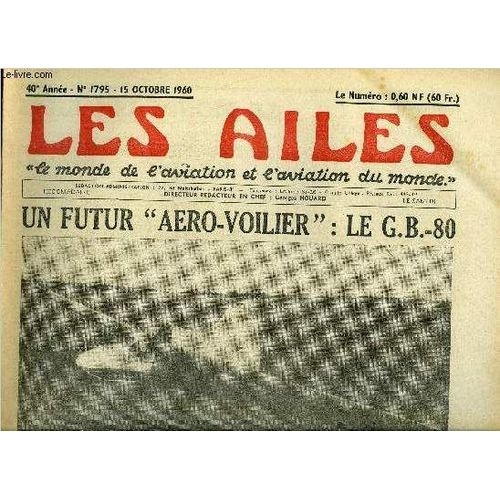 Le-livre.com
40e Année - N° 1795 - 15 OCTOBRE 1960
Le Numéro : 0,60 NF (60 Fr.)
LES AILES
"le monde de l'aviation et l'aviation du monde."
DIRECTEUR REDACTEUR EN CHEF : Georges HOUARD
UN FUTUR "AERO-VOILIER" : LE G.B.-80